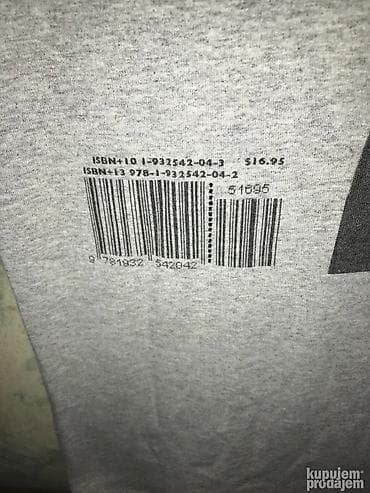 ISBN+10 1-932542-04-3 $16.95
ISBN+13 978-1-932542-04-2
51695
9 781932 542042
kupujem
prodajem